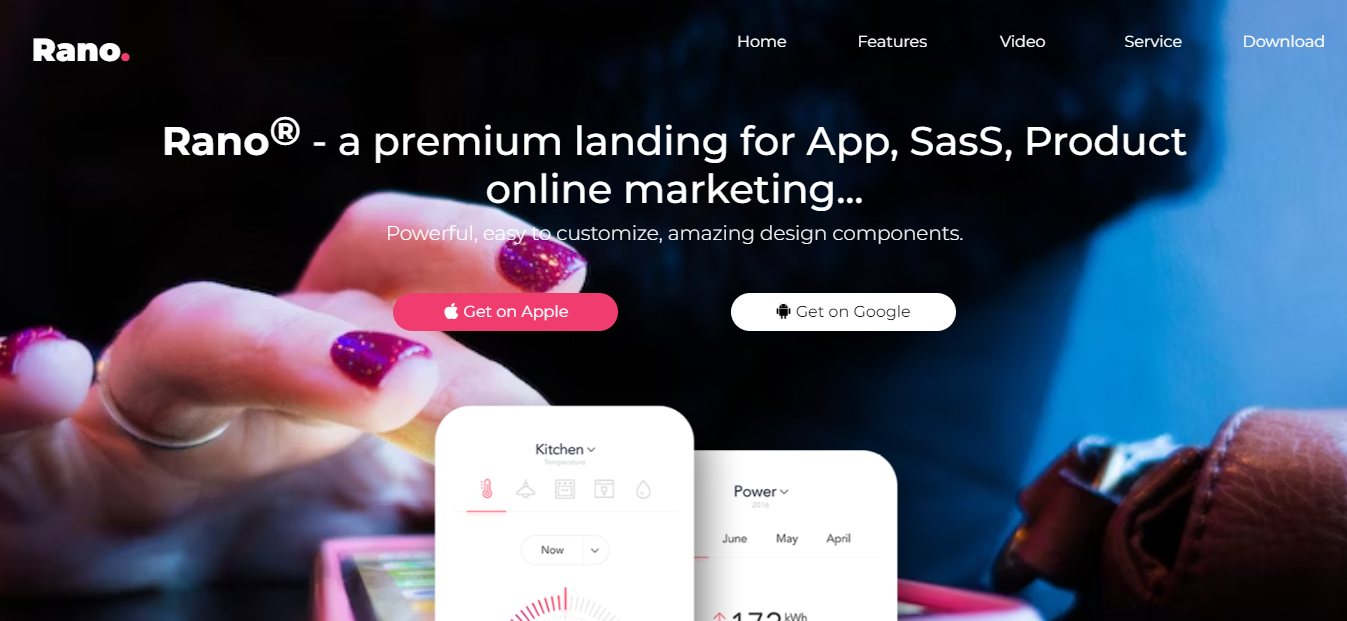 Rano.
Home Features Video Service Download
Rano® - a premium landing for App, SasS, Product
online marketing...
Powerful, easy to customize, amazing design components.
Get on Apple
Get on Google
Kitchen
Temperature
Now
Power
2016
June May April
173 kWh